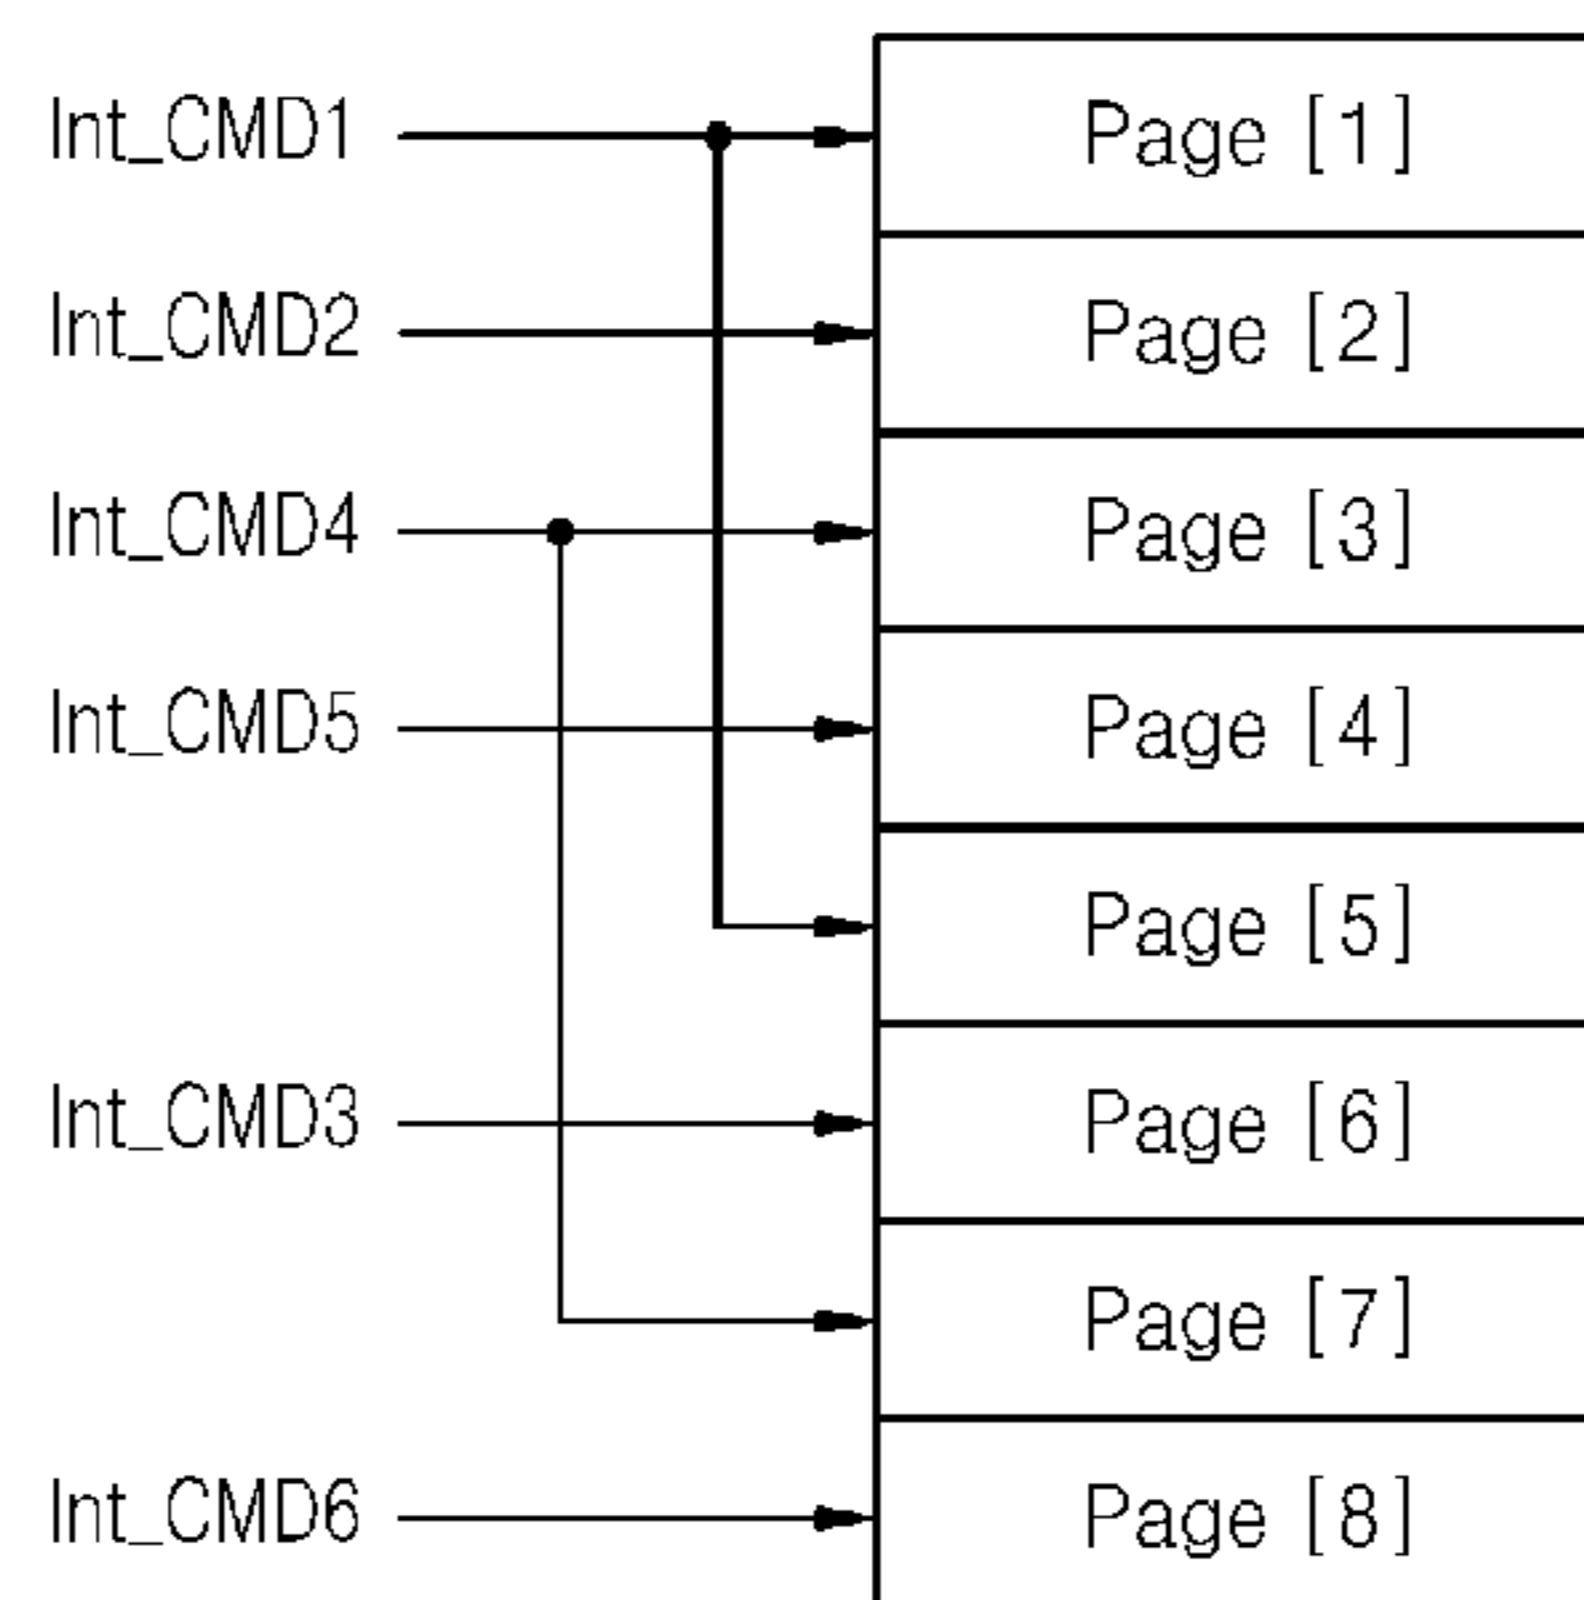 Int_CMD1 Page [1]
Int_CMD2 Page [2]
Int_CMD4 Page [3]
Int_CMD5 Page [4]
Page [5]
Int_CMD3 Page [6]
Page [7]
Int_CMD6 Page [8]